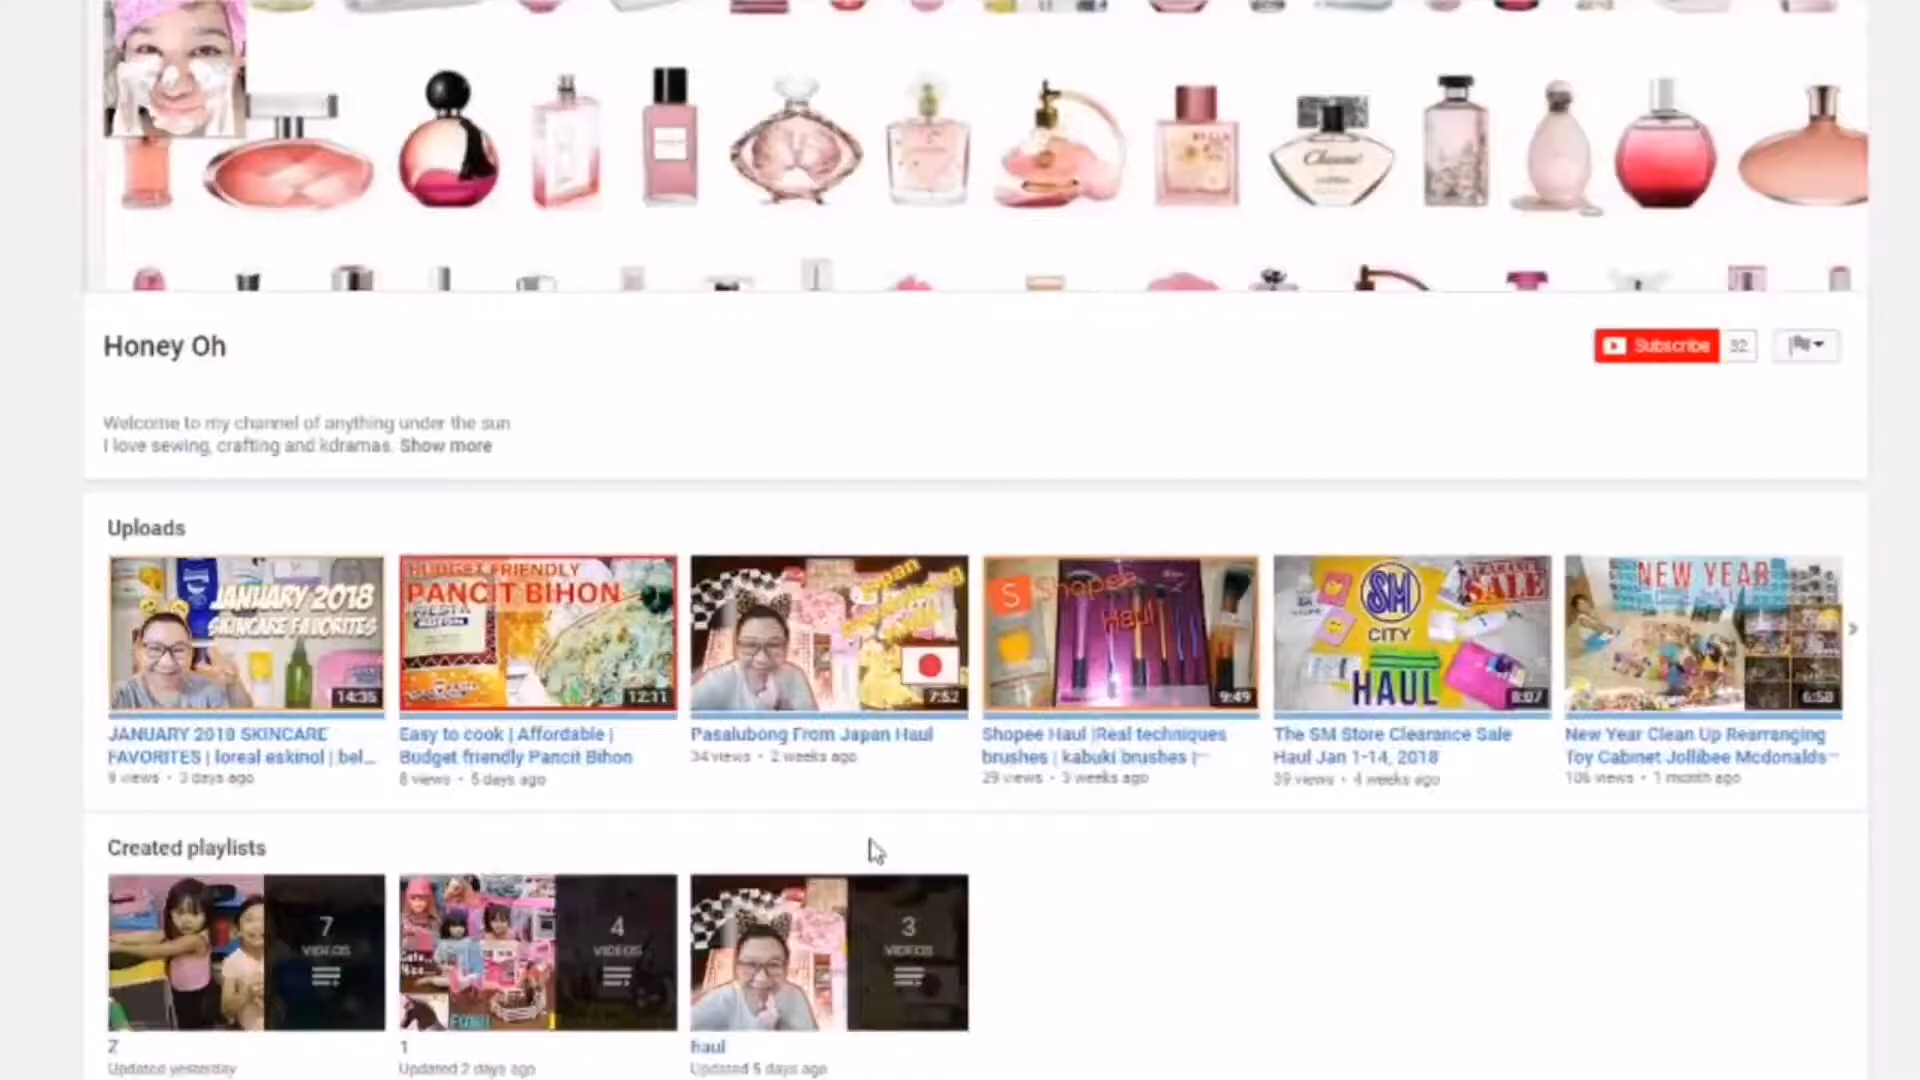 Chanel
Honey Oh
Subscribe 32
Welcome to my channel of anything under the sun
I love sewing, crafting and kdramas. Show more
Uploads
JANUARY 2018
SKINCARE FAVORITES
14:35
BUDGET FRIENDLY
PANCIT BIHON
FIESTA
12:11
Japan
7:52
Shopee
Haul
9:49
SM
CITY
CLEARANCE
SALE
HAUL
8:07
NEW YEAR
6:50
JANUARY 2018 SKINCARE
FAVORITES | loreal eskinol | bel...
9 views • 3 days ago
Easy to cook | Affordable |
Budget friendly Pancit Bihon
8 views • 5 days ago
Pasalubong From Japan Haul
34 views • 2 weeks ago
Shopee Haul |Real techniques
brushes | kabuki brushes |
29 views • 3 weeks ago
The SM Store Clearance Sale
Haul Jan 1-14, 2018
39 views • 4 weeks ago
New Year Clean Up Rearranging
Toy Cabinet Jollibee Mcdonalds
106 views • 1 month ago
Created playlists
7
VIDEOS
4
VIDEOS
3
VIDEOS
2
Updated yesterday
1
Updated 2 days ago
haul
Updated 5 days ago